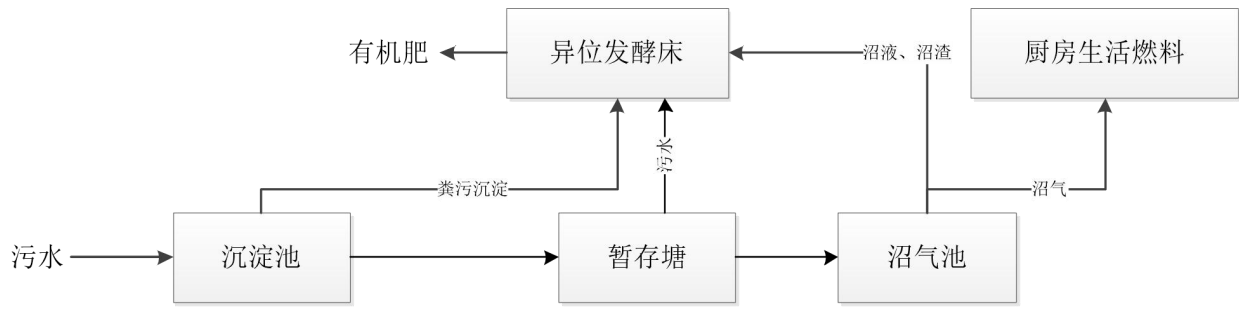 有机肥
异位发酵床
沼液、沼渣
厨房生活燃料
污水
粪污沉淀
沼气
污水
沉淀池
暂存塘
沼气池